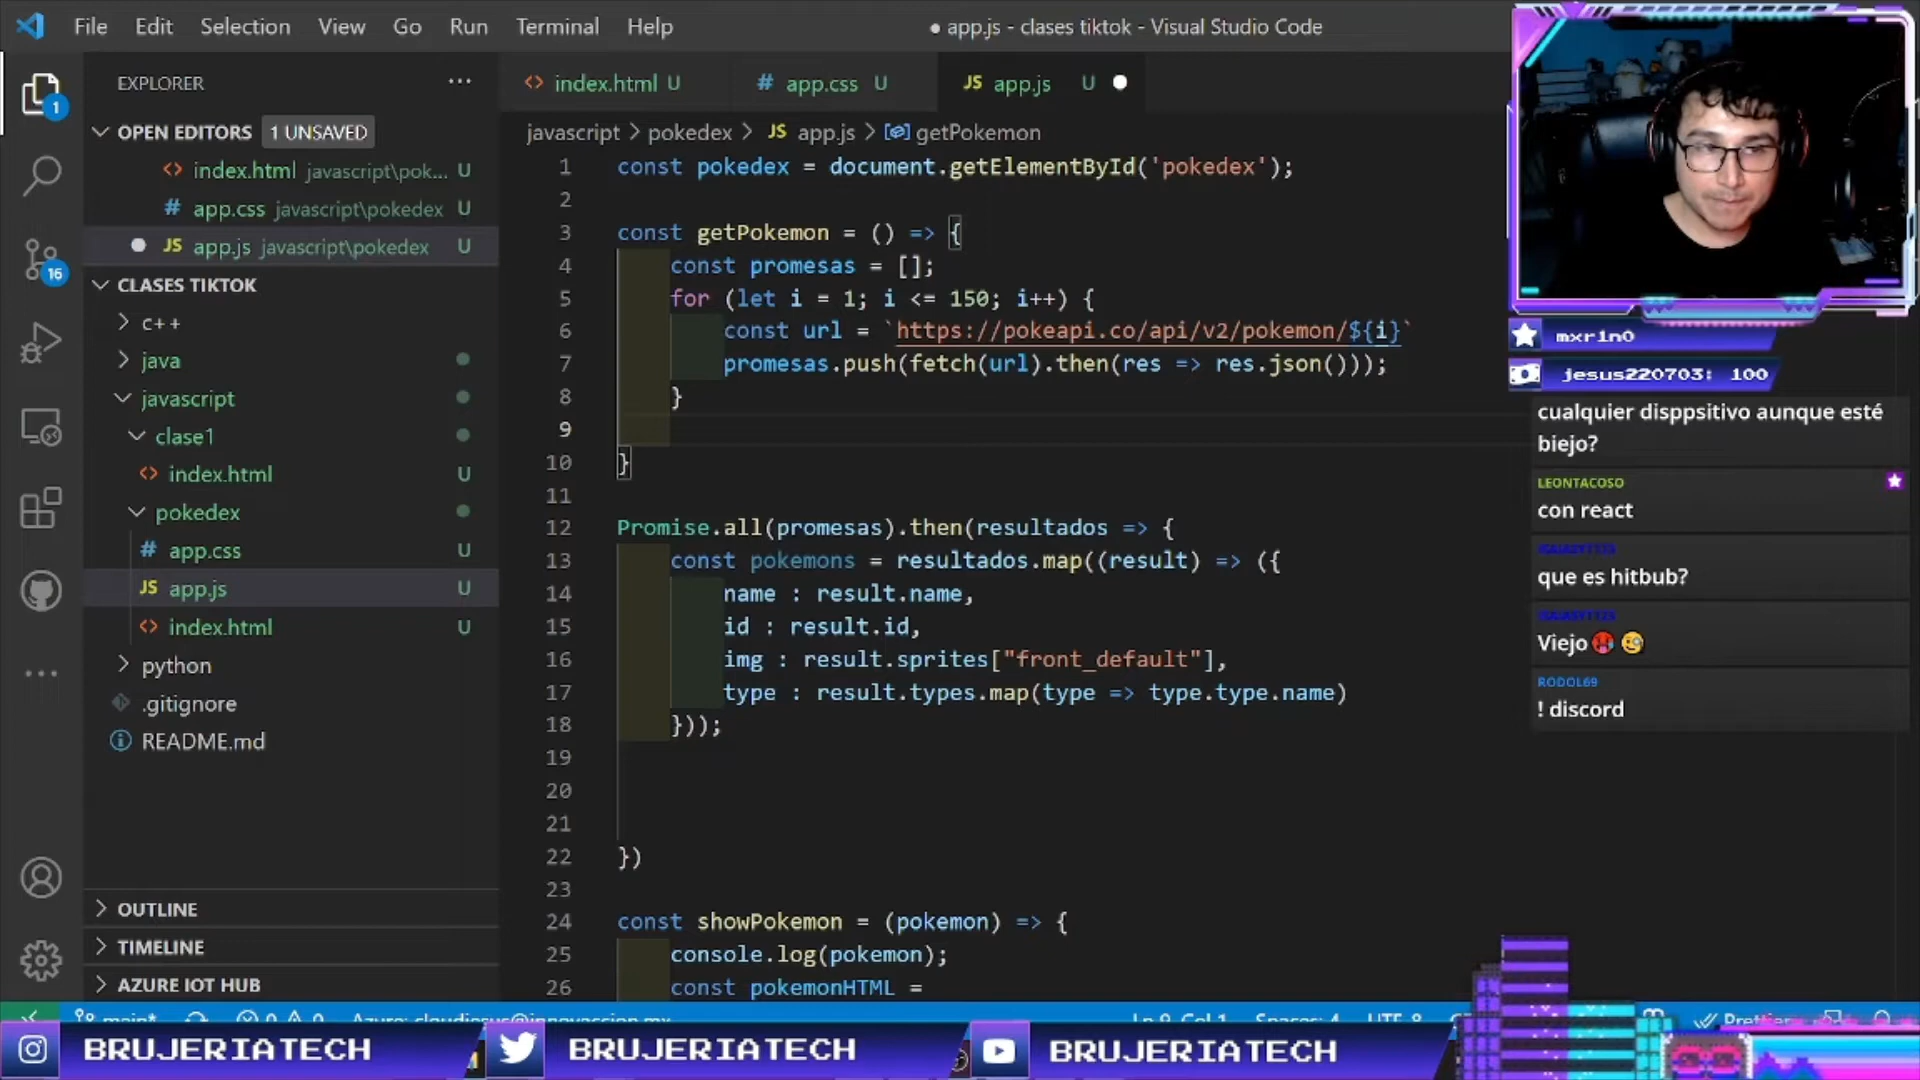 File Edit Selection View Go Run Terminal Help
● app.js - clases tiktok - Visual Studio Code
EXPLORER ...
1
OPEN EDITORS 1 UNSAVED
index.html javascript\pok... U
# app.css javascript\pokedex U
JS app.js javascript\pokedex U
16
CLASES TIKTOK
c++
java
javascript
clase1
<> index.html U
pokedex
# app.css U
JS app.js U
<> index.html U
python
.gitignore
README.md
OUTLINE
TIMELINE
AZURE IOT HUB
<> index.html U # app.css U JS app.js U
javascript > pokedex > JS app.js > getPokemon
1 const pokedex = document.getElementById('pokedex');
2
3 const getPokemon = () => {
4 const promesas = [];
5 for (let i = 1; i <= 150; i++) {
6 const url = `https://pokeapi.co/api/v2/pokemon/${i}`
7 promesas.push(fetch(url).then(res => res.json()));
8 }
9
10 }
11
12 Promise.all(promesas).then(resultados => {
13 const pokemons = resultados.map((result) => ({
14 name : result.name,
15 id : result.id,
16 img : result.sprites["front_default"],
17 type : result.types.map(type => type.type.name)
18 }));
19
20
21
22 })
23
24 const showPokemon = (pokemon) => {
25 console.log(pokemon);
26 const pokemonHTML =
mxr1n0
jesus220703: 100
cualquier disppsitivo aunque esté
biejo?
LEONTACOSO
con react
que es hitbub?
Viejo
RODOL69
! discord
BRUJERIATECH BRUJERIATECH BRUJERIATECH